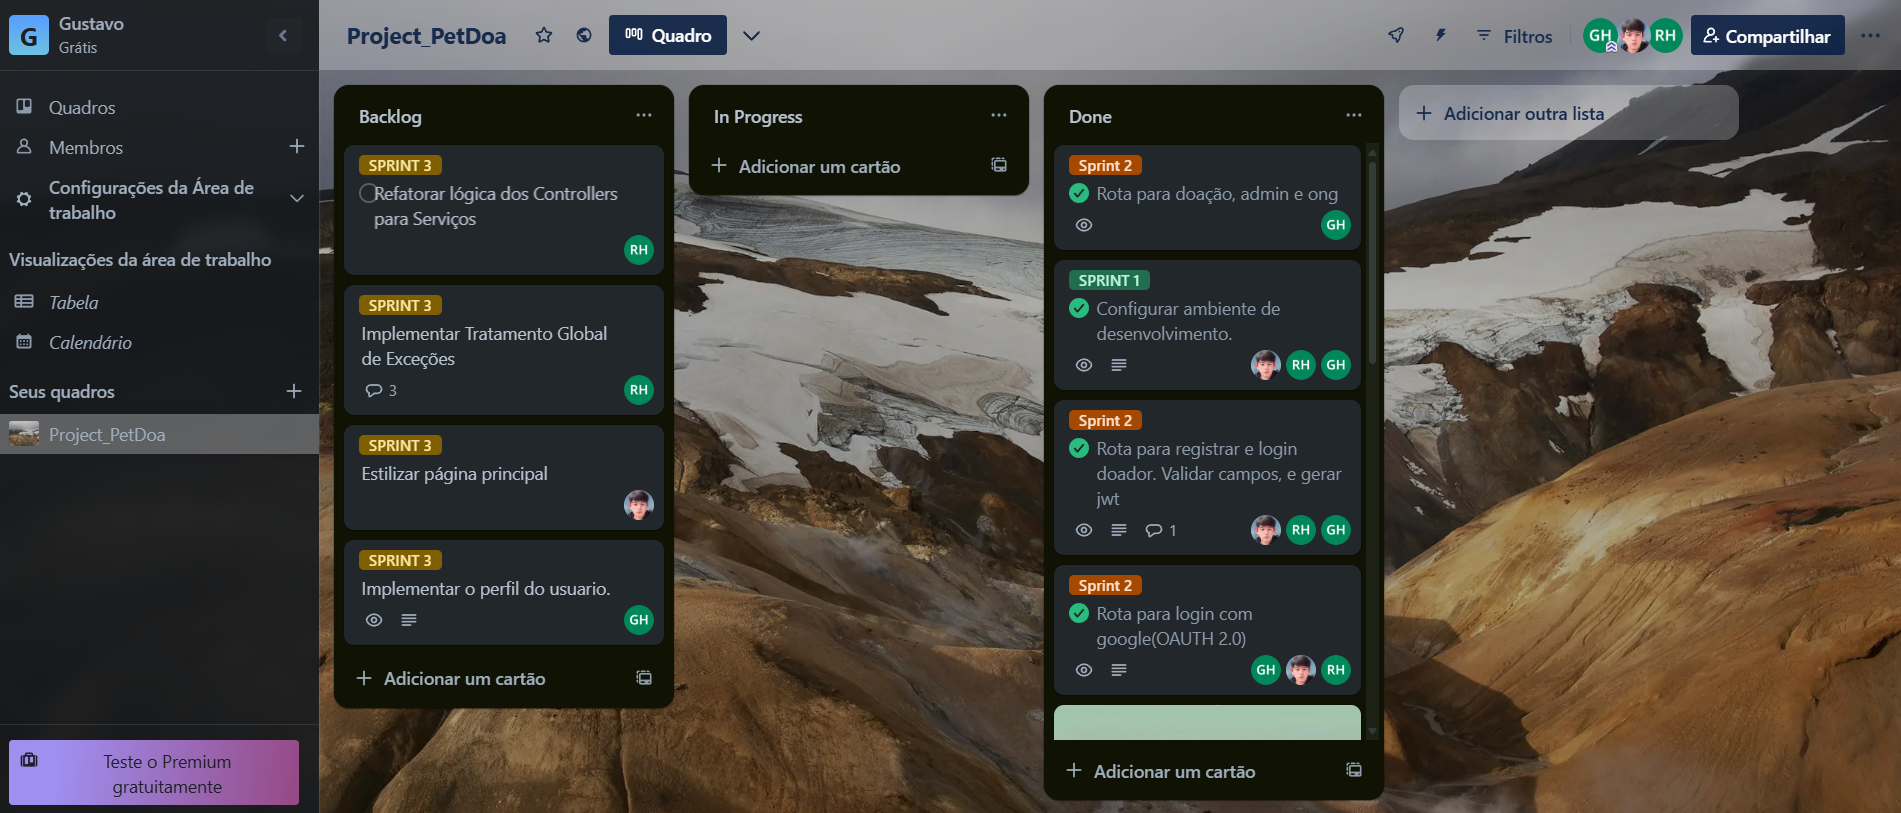 G
Gustavo
Grátis
Quadros
Membros
Configurações da Área de
trabalho
Visualizações da área de trabalho
Tabela
Calendário
Seus quadros
Project_PetDoa
Teste o Premium
gratuitamente
Project_PetDoa
Quadro
Filtros
GH
RH
Compartilhar
Backlog
SPRINT 3
Refatorar lógica dos Controllers
para Serviços
RH
SPRINT 3
Implementar Tratamento Global
de Exceções
3
RH
SPRINT 3
Estilizar página principal
SPRINT 3
Implementar o perfil do usuario.
GH
Adicionar um cartão
In Progress
Adicionar um cartão
Done
Sprint 2
Rota para doação, admin e ong
GH
SPRINT 1
Configurar ambiente de
desenvolvimento.
RH GH
Sprint 2
Rota para registrar e login
doador. Validar campos, e gerar
jwt
1
RH GH
Sprint 2
Rota para login com
google(OAUTH 2.0)
GH RH
Adicionar um cartão
Adicionar outra lista